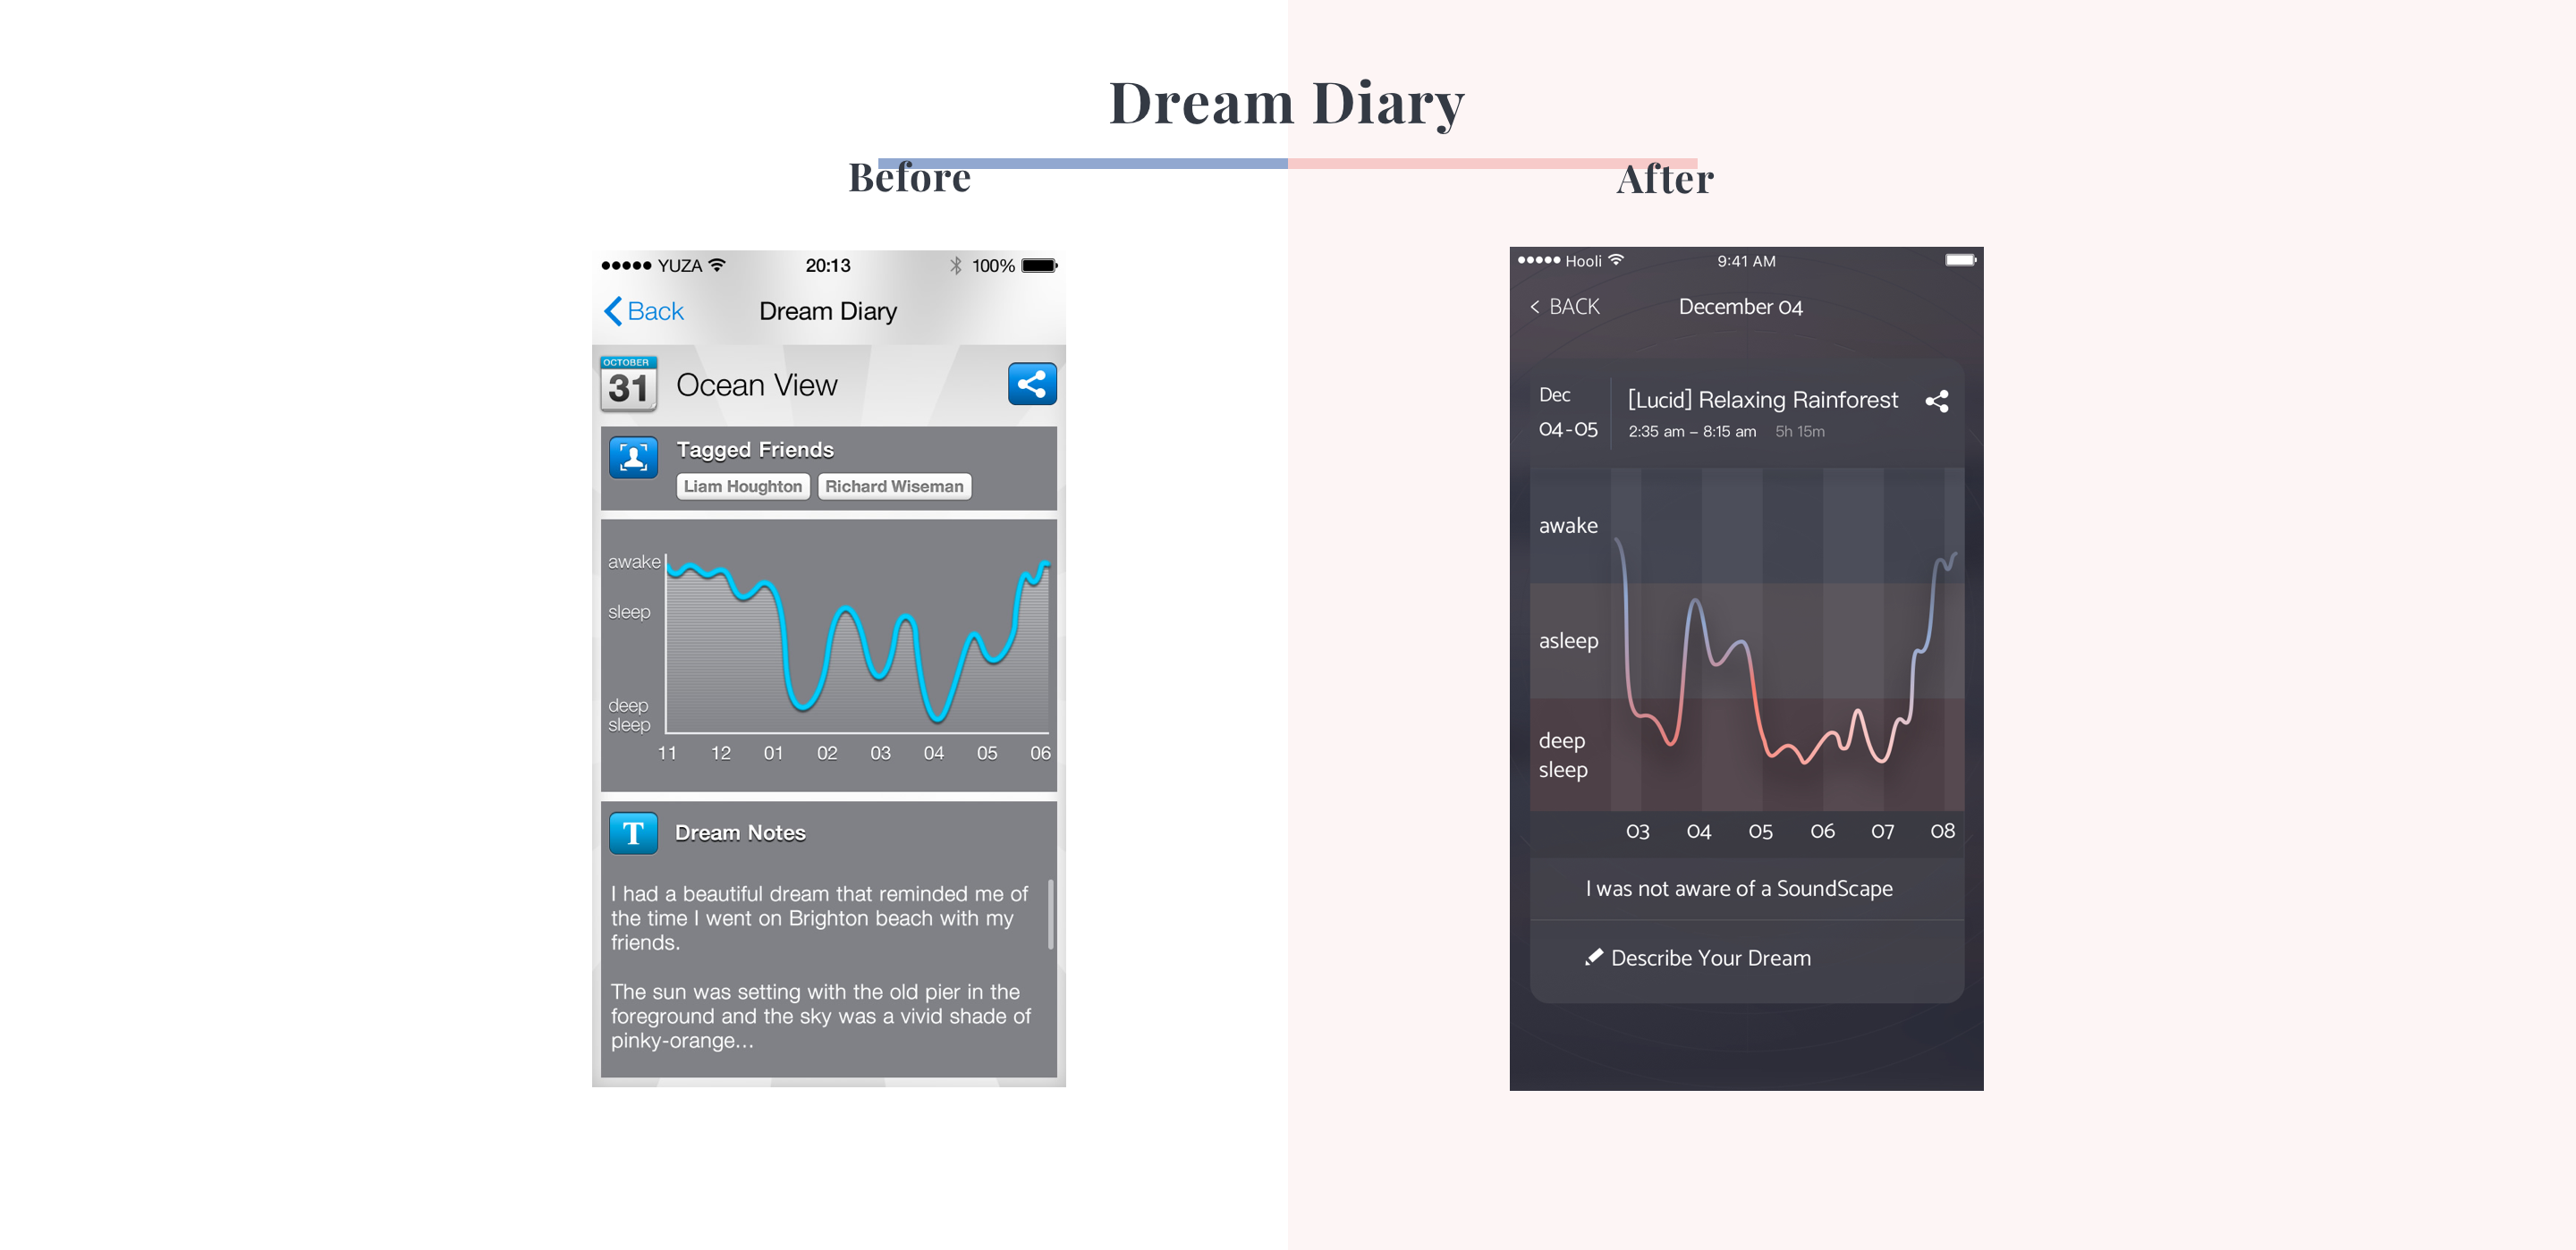 Dream Diary
Before
After
YUZA
20:13
100%
Back
Dream Diary
OCTOBER
31
Ocean View
Tagged Friends
Liam Houghton
Richard Wiseman
awake
sleep
deep
sleep
11 12 01 02 03 04 05 06
T
Dream Notes
I had a beautiful dream that reminded me of
the time I went on Brighton beach with my
friends.
The sun was setting with the old pier in the
foreground and the sky was a vivid shade of
pinky-orange...
Hooli
9:41 AM
< BACK
December 04
Dec
04-05
[Lucid] Relaxing Rainforest
2:35 am – 8:15 am 5h 15m
awake
asleep
deep
sleep
03 04 05 06 07 08
I was not aware of a SoundScape
Describe Your Dream